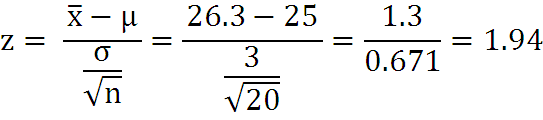 z = (x̄ − μ) / (σ / √n) = (26.3 − 25) / (3 / √20) = 1.3 / 0.671 = 1.94